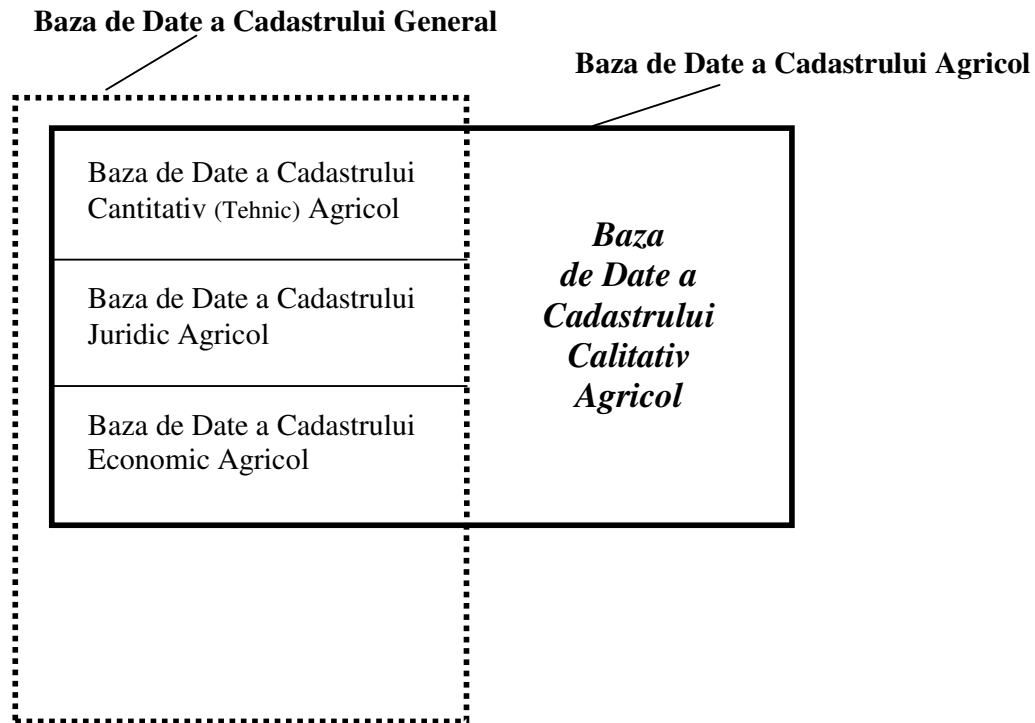 Baza de Date a Cadastrului General
Baza de Date a Cadastrului Agricol
Baza de Date a Cadastrului
Cantitativ (Tehnic) Agricol
Baza de Date a Cadastrului
Juridic Agricol
Baza de Date a Cadastrului
Economic Agricol
Baza
de Date a
Cadastrului
Calitativ
Agricol